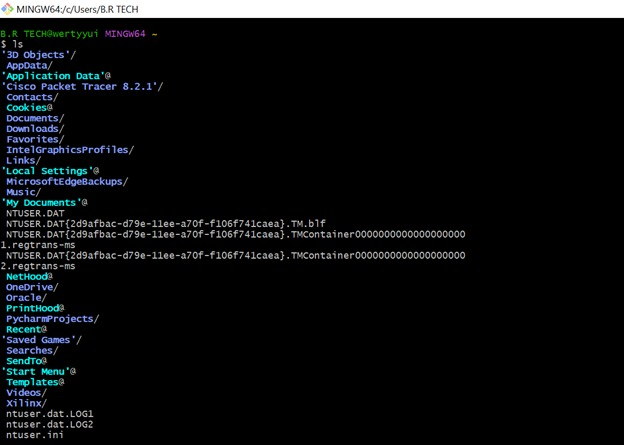 MINGW64:/c/Users/B.R TECH
B.R TECH@wertyyui MINGW64 ~
$ ls
'3D Objects'/
AppData/
'Application Data'@
'Cisco Packet Tracer 8.2.1'/
Contacts/
Cookies@
Documents/
Downloads/
Favorites/
IntelGraphicsProfiles/
Links/
'Local Settings'@
MicrosoftEdgeBackups/
Music/
'My Documents'@
NTUSER.DAT
NTUSER.DAT{2d9afbac-d79e-11ee-a70f-f106f741caea}.TM.blf
NTUSER.DAT{2d9afbac-d79e-11ee-a70f-f106f741caea}.TMContainer0000000000000000000
1.regtrans-ms
NTUSER.DAT{2d9afbac-d79e-11ee-a70f-f106f741caea}.TMContainer0000000000000000000
2.regtrans-ms
NetHood@
OneDrive/
Oracle/
PrintHood@
PycharmProjects/
Recent@
'Saved Games'/
Searches/
SendTo@
'Start Menu'@
Templates@
Videos/
Xilinx/
ntuser.dat.LOG1
ntuser.dat.LOG2
ntuser.ini